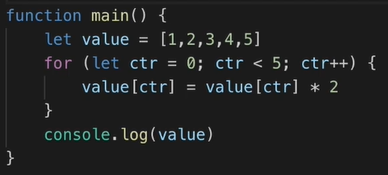 function main() {
    let value = [1,2,3,4,5]
    for (let ctr = 0; ctr < 5; ctr++) {
        value[ctr] = value[ctr] * 2
    }
    console.log(value)
}